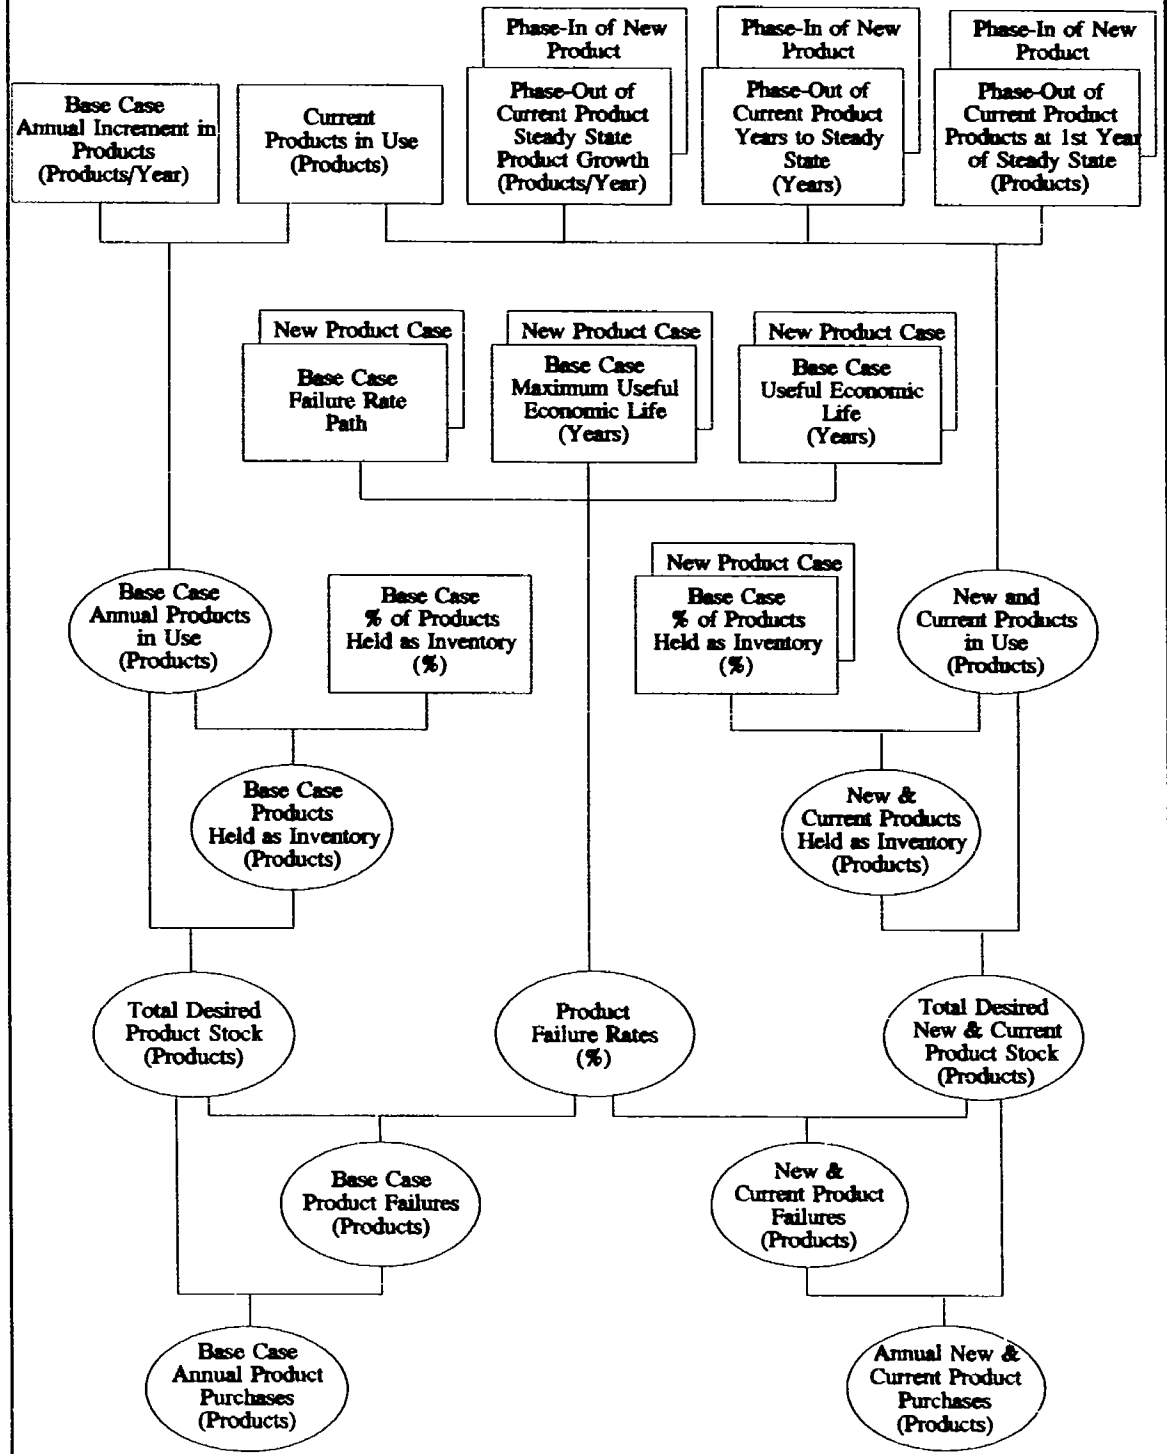 Phase-In of New
Product
Phase-In of New
Product
Phase-In of New
Product
Base Case
Annual Increment in
Products
(Products/Year)
Current
Products in Use
(Products)
Phase-Out of
Current Product
Steady State
Product Growth
(Products/Year)
Phase-Out of
Current Product
Years to Steady
State
(Years)
Phase-Out of
Current Product
Products at 1st Year
of Steady State
(Products)
New Product Case
Base Case
Failure Rate
Path
New Product Case
Base Case
Maximum Useful
Economic Life
(Years)
New Product Case
Base Case
Useful Economic
Life
(Years)
Base Case
Annual Products
in Use
(Products)
Base Case
% of Products
Held as Inventory
(%)
New Product Case
Base Case
% of Products
Held as Inventory
(%)
New and
Current Products
in Use
(Products)
Base Case
Products
Held as Inventory
(Products)
New &
Current Products
Held as Inventory
(Products)
Total Desired
Product Stock
(Products)
Product
Failure Rates
(%)
Total Desired
New & Current
Product Stock
(Products)
Base Case
Product Failures
(Products)
New &
Current Product
Failures
(Products)
Base Case
Annual Product
Purchases
(Products)
Annual New &
Current Product
Purchases
(Products)